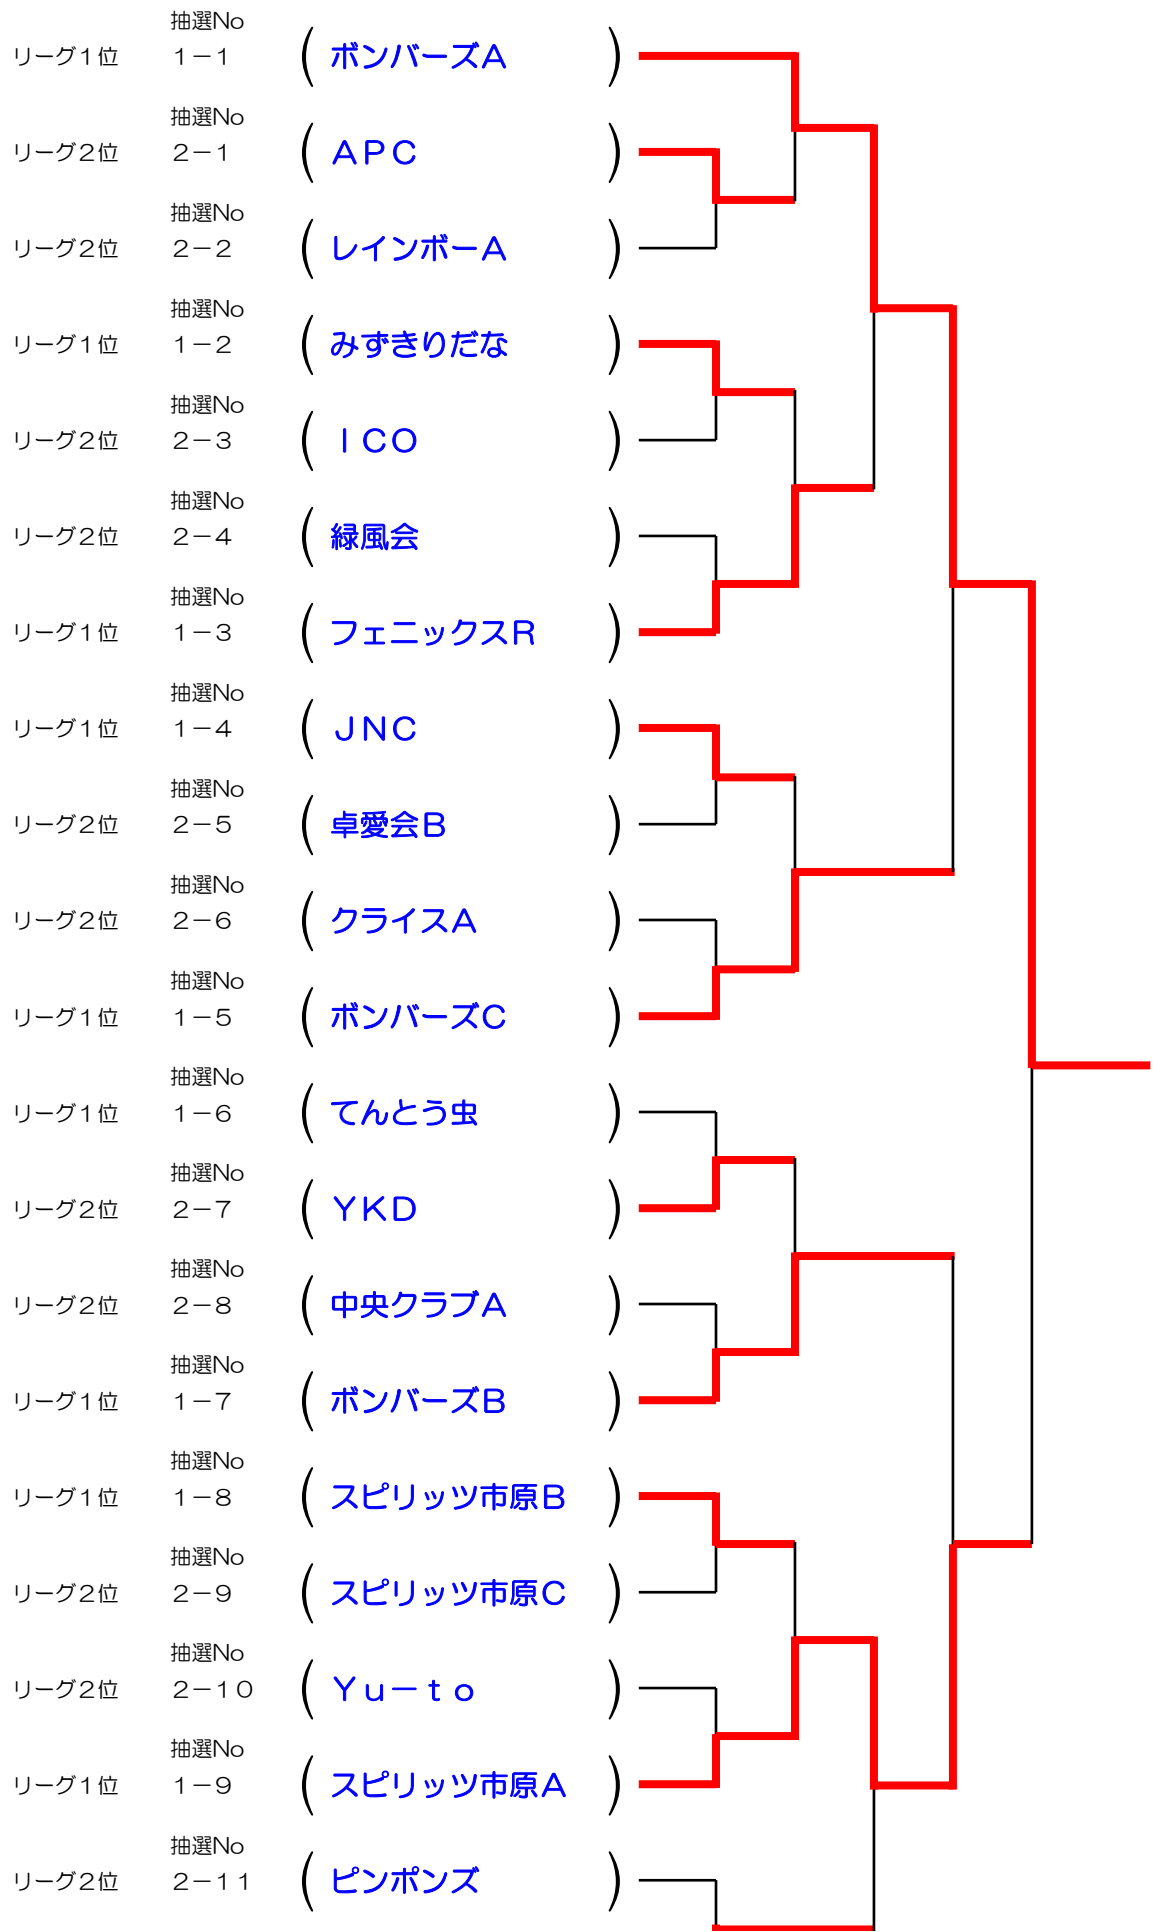 抽選No
リーグ１位 １－１ （ ボンバーズA ）
抽選No
リーグ２位 ２－１ （ ＡＰＣ ）
抽選No
リーグ２位 ２－２ （ レインボーA ）
抽選No
リーグ１位 １－２ （ みずきりだな ）
抽選No
リーグ２位 ２－３ （ ＩＣＯ ）
抽選No
リーグ２位 ２－４ （ 緑風会 ）
抽選No
リーグ１位 １－３ （ フェニックスR ）
抽選No
リーグ１位 １－４ （ ＪＮＣ ）
抽選No
リーグ２位 ２－５ （ 卓愛会B ）
抽選No
リーグ２位 ２－６ （ クライスA ）
抽選No
リーグ１位 １－５ （ ボンバーズC ）
抽選No
リーグ１位 １－６ （ てんとう虫 ）
抽選No
リーグ２位 ２－７ （ ＹＫＤ ）
抽選No
リーグ２位 ２－８ （ 中央クラブA ）
抽選No
リーグ１位 １－７ （ ボンバーズB ）
抽選No
リーグ１位 １－８ （ スピリッツ市原B ）
抽選No
リーグ２位 ２－９ （ スピリッツ市原C ）
抽選No
リーグ２位 ２－１０ （ Ｙｕ－ｔｏ ）
抽選No
リーグ１位 １－９ （ スピリッツ市原A ）
抽選No
リーグ２位 ２－１１ （ ピンポンズ ）